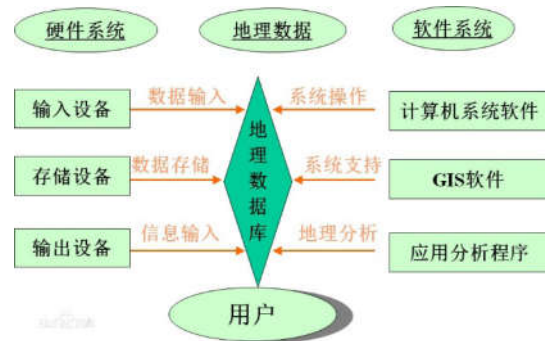 硬件系统 地理数据 软件系统
输入设备 数据输入 系统操作 计算机系统软件
存储设备 数据存储 系统支持 GIS软件
输出设备 信息输入 地理分析 应用分析程序
地理数据库
用户